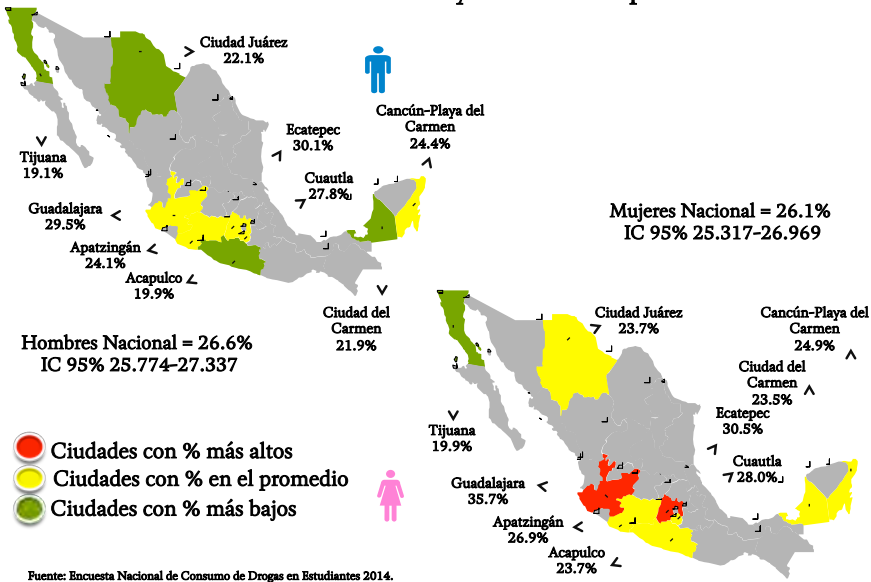 Ciudad Juárez
22.1%
Cancún-Playa del
Carmen
24.4%
Ecatepec
30.1%
Tijuana
19.1%
Cuautla
27.8%
Guadalajara
29.5%
Apatzingán
24.1%
Acapulco
19.9%
Ciudad del
Carmen
21.9%
Mujeres Nacional = 26.1%
IC 95% 25.317-26.969
Hombres Nacional = 26.6%
IC 95% 25.774-27.337
Ciudad Juárez
23.7%
Cancún-Playa del
Carmen
24.9%
Ciudad del
Carmen
23.5%
Ecatepec
30.5%
Tijuana
19.9%
Cuautla
28.0%
Guadalajara
35.7%
Apatzingán
26.9%
Acapulco
23.7%
Ciudades con % más altos
Ciudades con % en el promedio
Ciudades con % más bajos
Fuente: Encuesta Nacional de Consumo de Drogas en Estudiantes 2014.